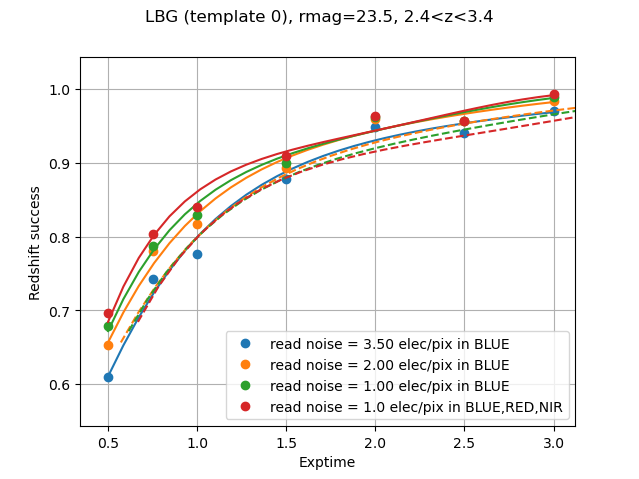 LBG (template 0), rmag=23.5, 2.4<z<3.4
1.0
0.9
0.8
0.7
0.6
Redshift success
read noise = 3.50 elec/pix in BLUE
read noise = 2.00 elec/pix in BLUE
read noise = 1.00 elec/pix in BLUE
read noise = 1.0 elec/pix in BLUE,RED,NIR
0.5 1.0 1.5 2.0 2.5 3.0
Exptime